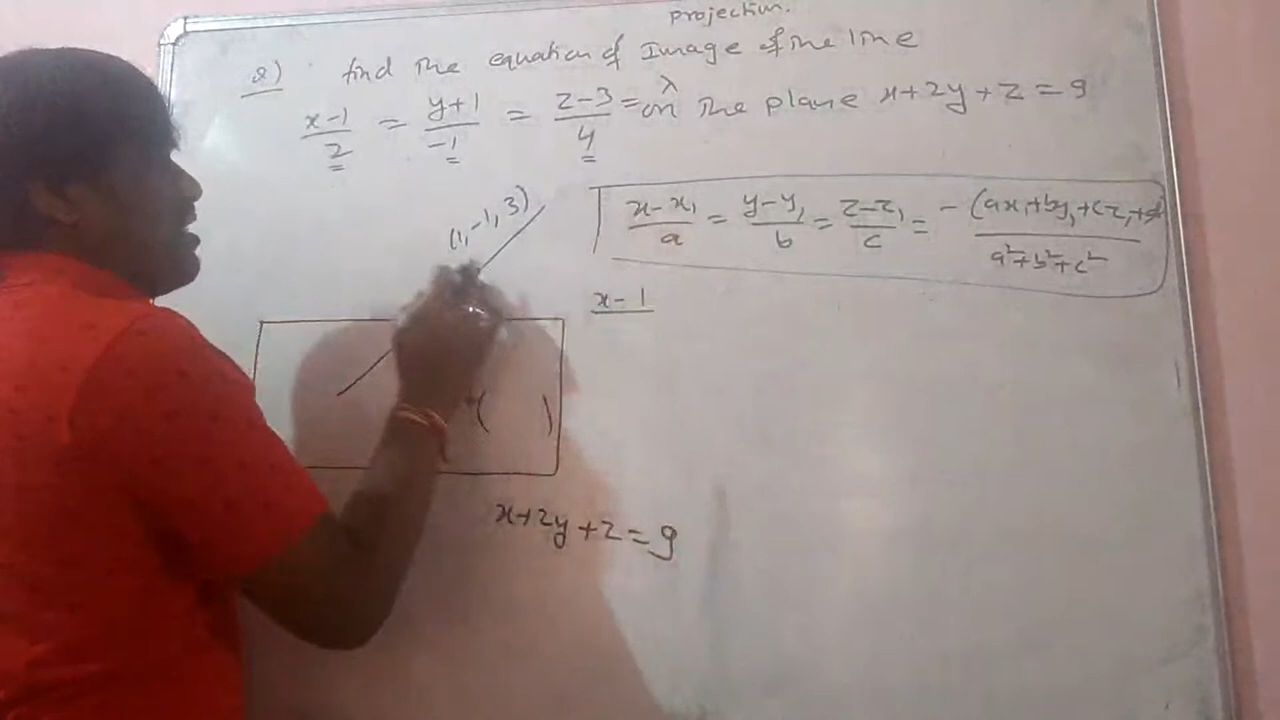 projection.
Q) find the equation of Image of the line
x-1/2 = y+1/-1 = z-3/4 = λ on the plane x+2y+z=9
(1,-1,3)
x-x₁/a = y-y₁/b = z-z₁/c = -(ax₁+by₁+cz₁+d)/a²+b²+c²
x-1
( )
x+2y+z=9